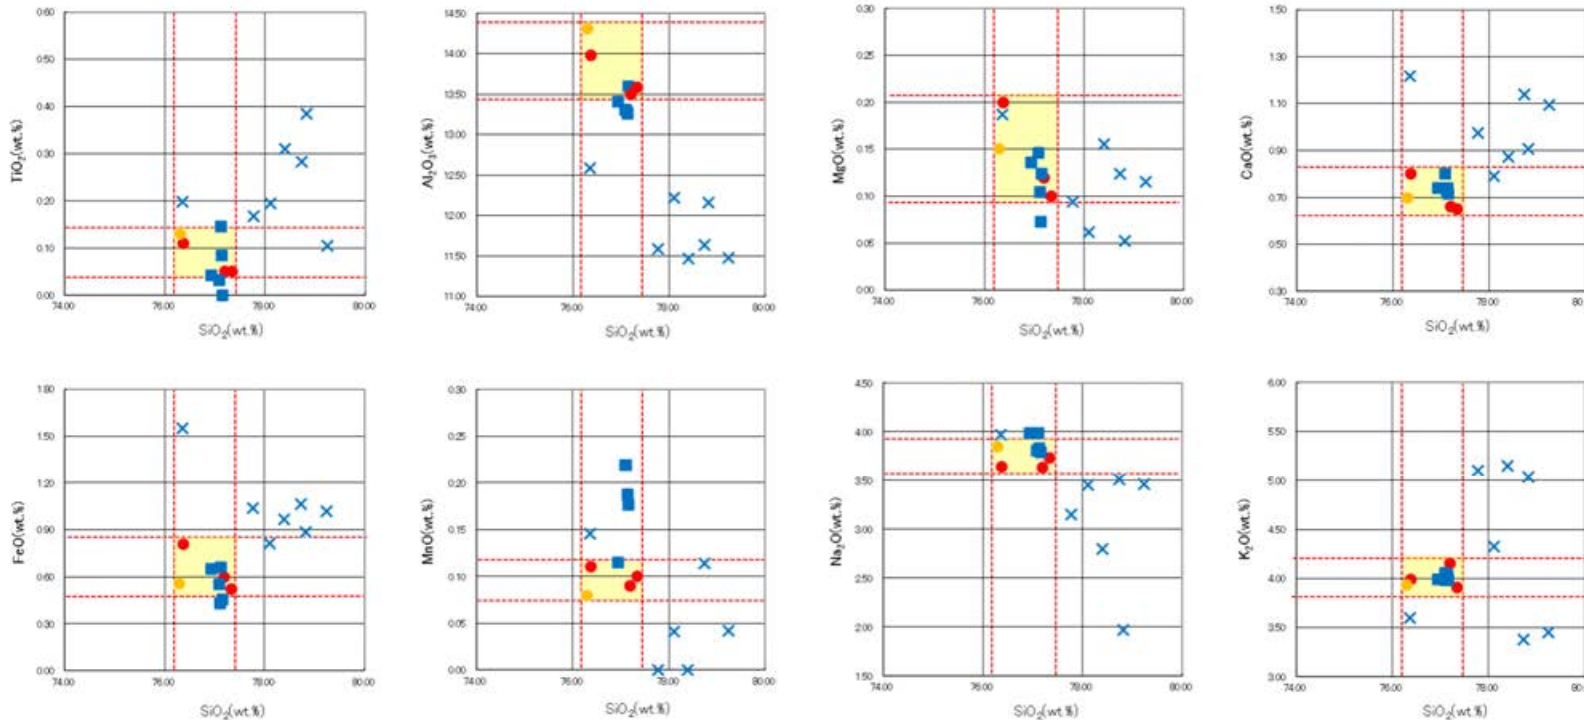 0.60
0.50
0.40
0.30
0.20
0.10
0.00
74.00 76.00 78.00 80.00
TiO₂(wt.%)
SiO₂(wt.%)
14.50
14.00
13.50
13.00
12.50
12.00
11.50
11.00
74.00 76.00 78.00 80.00
Al₂O₃(wt.%)
SiO₂(wt.%)
0.30
0.25
0.20
0.15
0.10
0.05
0.00
74.00 76.00 78.00 80.00
MgO(wt.%)
SiO₂(wt.%)
1.50
1.30
1.10
0.90
0.70
0.50
0.30
74.00 76.00 78.00
CaO(wt.%)
SiO₂(wt.%)
1.80
1.50
1.20
0.90
0.60
0.30
0.00
74.00 76.00 78.00 80.00
FeO(wt.%)
SiO₂(wt.%)
0.30
0.25
0.20
0.15
0.10
0.05
0.00
74.00 76.00 78.00 80.00
MnO(wt.%)
SiO₂(wt.%)
4.50
4.00
3.50
3.00
2.50
2.00
1.50
74.00 76.00 78.00 80.00
Na₂O(wt.%)
SiO₂(wt.%)
6.00
5.50
5.00
4.50
4.00
3.50
3.00
74.00 76.00 78.00
K₂O(wt.%)
SiO₂(wt.%)